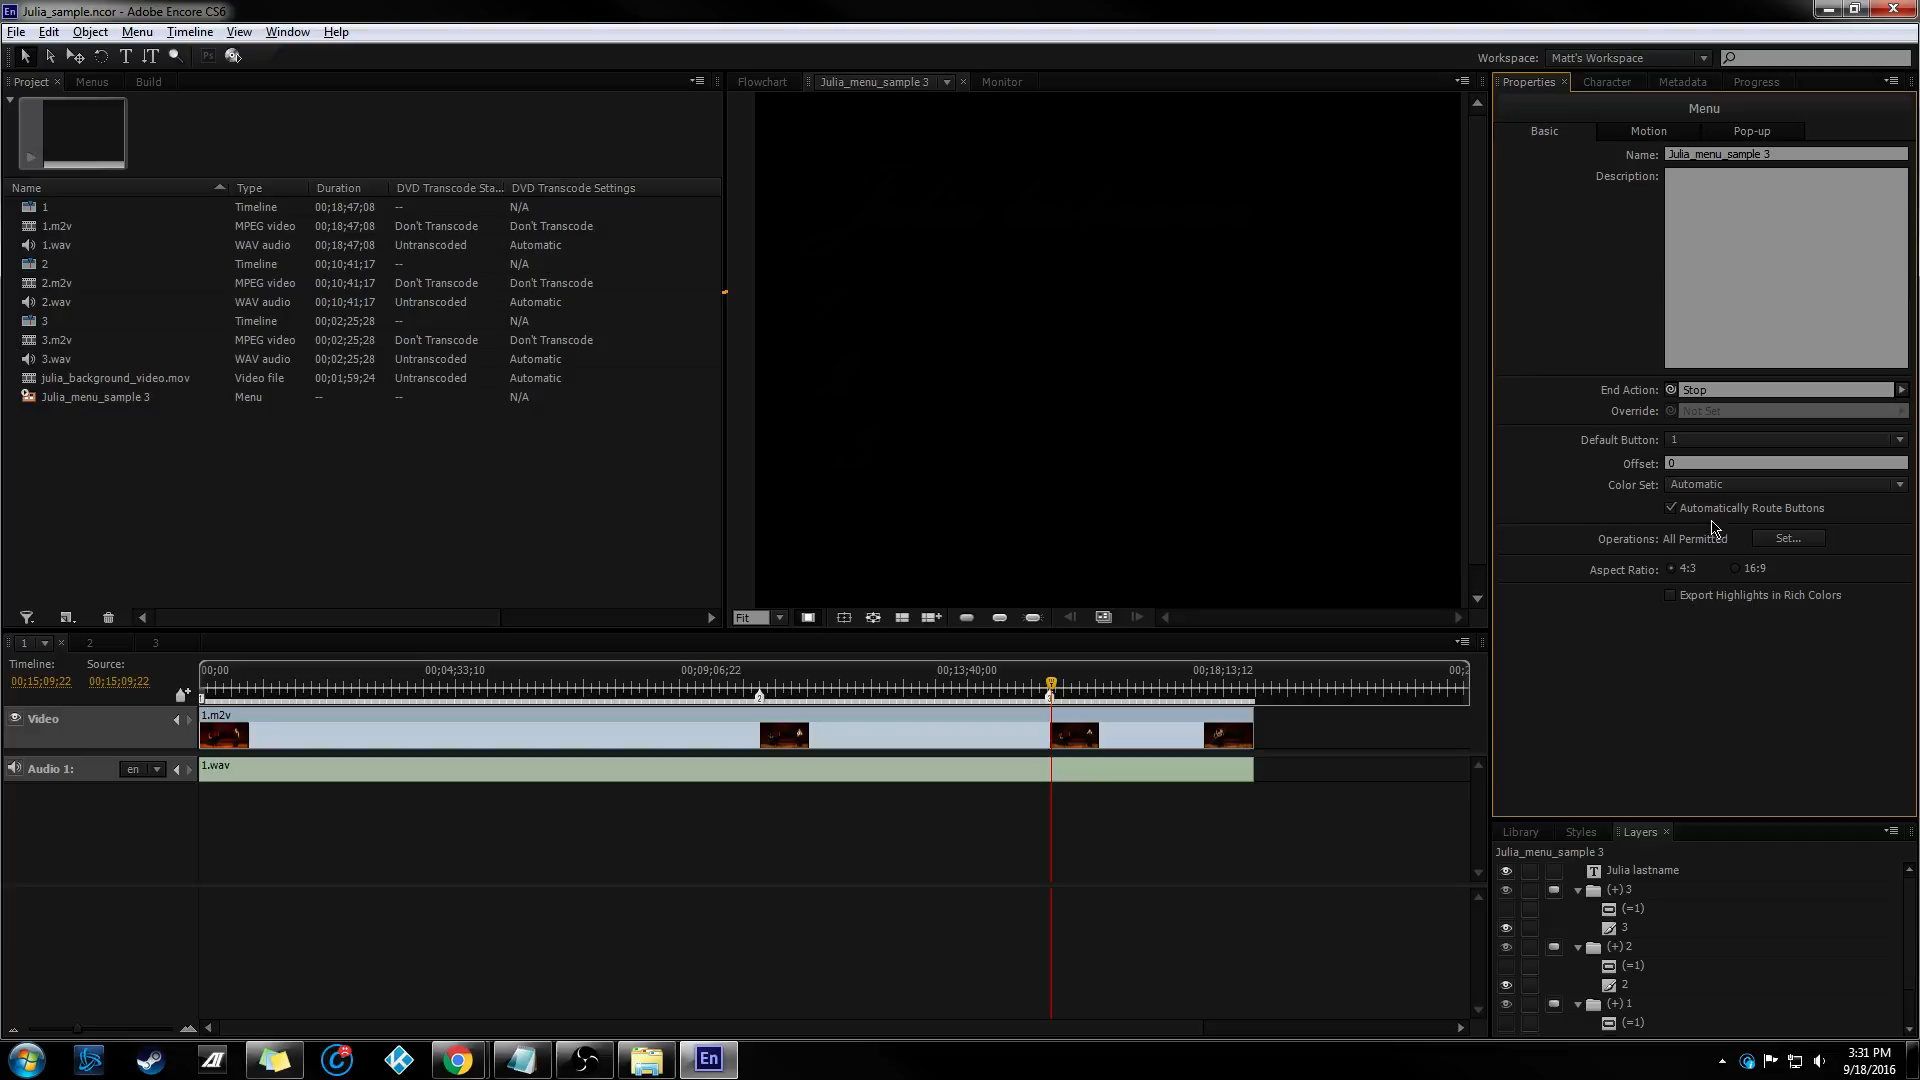 En Julia_sample.ncor - Adobe Encore CS6
File Edit Object Menu Timeline View Window Help
Workspace: Matt's Workspace
Project Menus Build
Flowchart Julia_menu_sample 3 Monitor
Properties Character Metadata Progress
Menu
Basic Motion Pop-up
Name: Julia_menu_sample 3
Description:
End Action: Stop
Override: Not Set
Default Button: 1
Offset: 0
Color Set: Automatic
Automatically Route Buttons
Operations: All Permitted Set...
Aspect Ratio: 4:3 16:9
Export Highlights in Rich Colors
Name Type Duration DVD Transcode Sta... DVD Transcode Settings
1 Timeline 00;18;47;08 -- N/A
1.m2v MPEG video 00;18;47;08 Don't Transcode Don't Transcode
1.wav WAV audio 00;18;47;08 Untranscoded Automatic
2 Timeline 00;10;41;17 -- N/A
2.m2v MPEG video 00;10;41;17 Don't Transcode Don't Transcode
2.wav WAV audio 00;10;41;17 Untranscoded Automatic
3 Timeline 00;02;25;28 -- N/A
3.m2v MPEG video 00;02;25;28 Don't Transcode Don't Transcode
3.wav WAV audio 00;02;25;28 Untranscoded Automatic
julia_background_video.mov Video file 00;01;59;24 Untranscoded Automatic
Julia_menu_sample 3 Menu -- -- N/A
Fit
1 2 3
Timeline: Source:
00;15;09;22 00;15;09;22
00;00 00;04;33;10 00;09;06;22 00;13;40;00 00;18;13;12 00;2
Video
1.m2v
Audio 1: en
1.wav
Library Styles Layers
Julia_menu_sample 3
T Julia lastname
(+) 3
(=1)
3
(+) 2
(=1)
2
(+) 1
(=1)
En
3:31 PM
9/18/2016